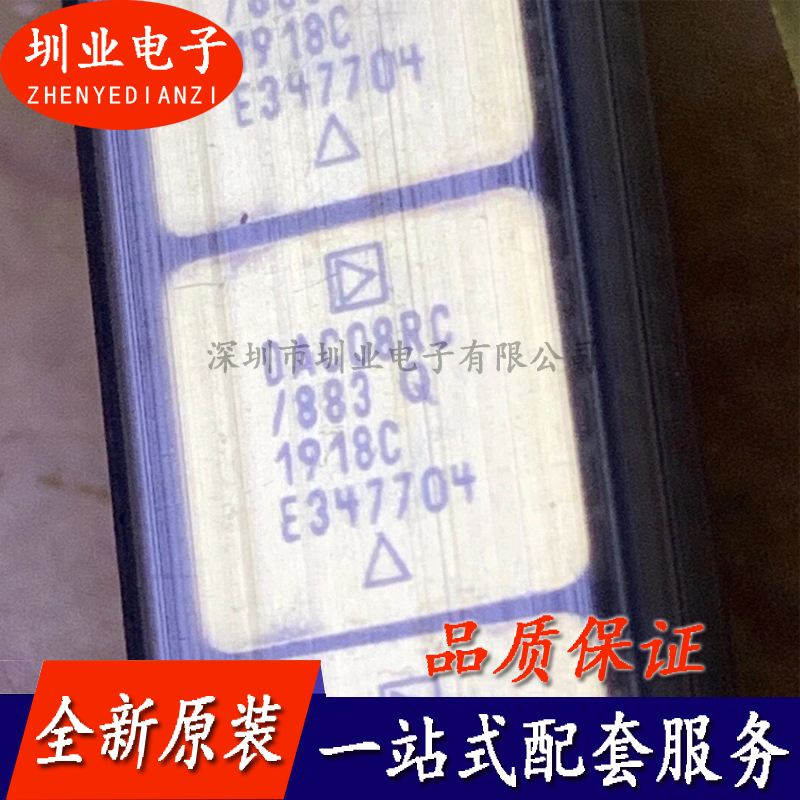 圳业电子
ZHENYEDIANZI
1918C
E347704
DAC08RC
深圳市圳业电子有限公司
/883 Q
1918C
E347704
品质保证
全新原装
一站式配套服务